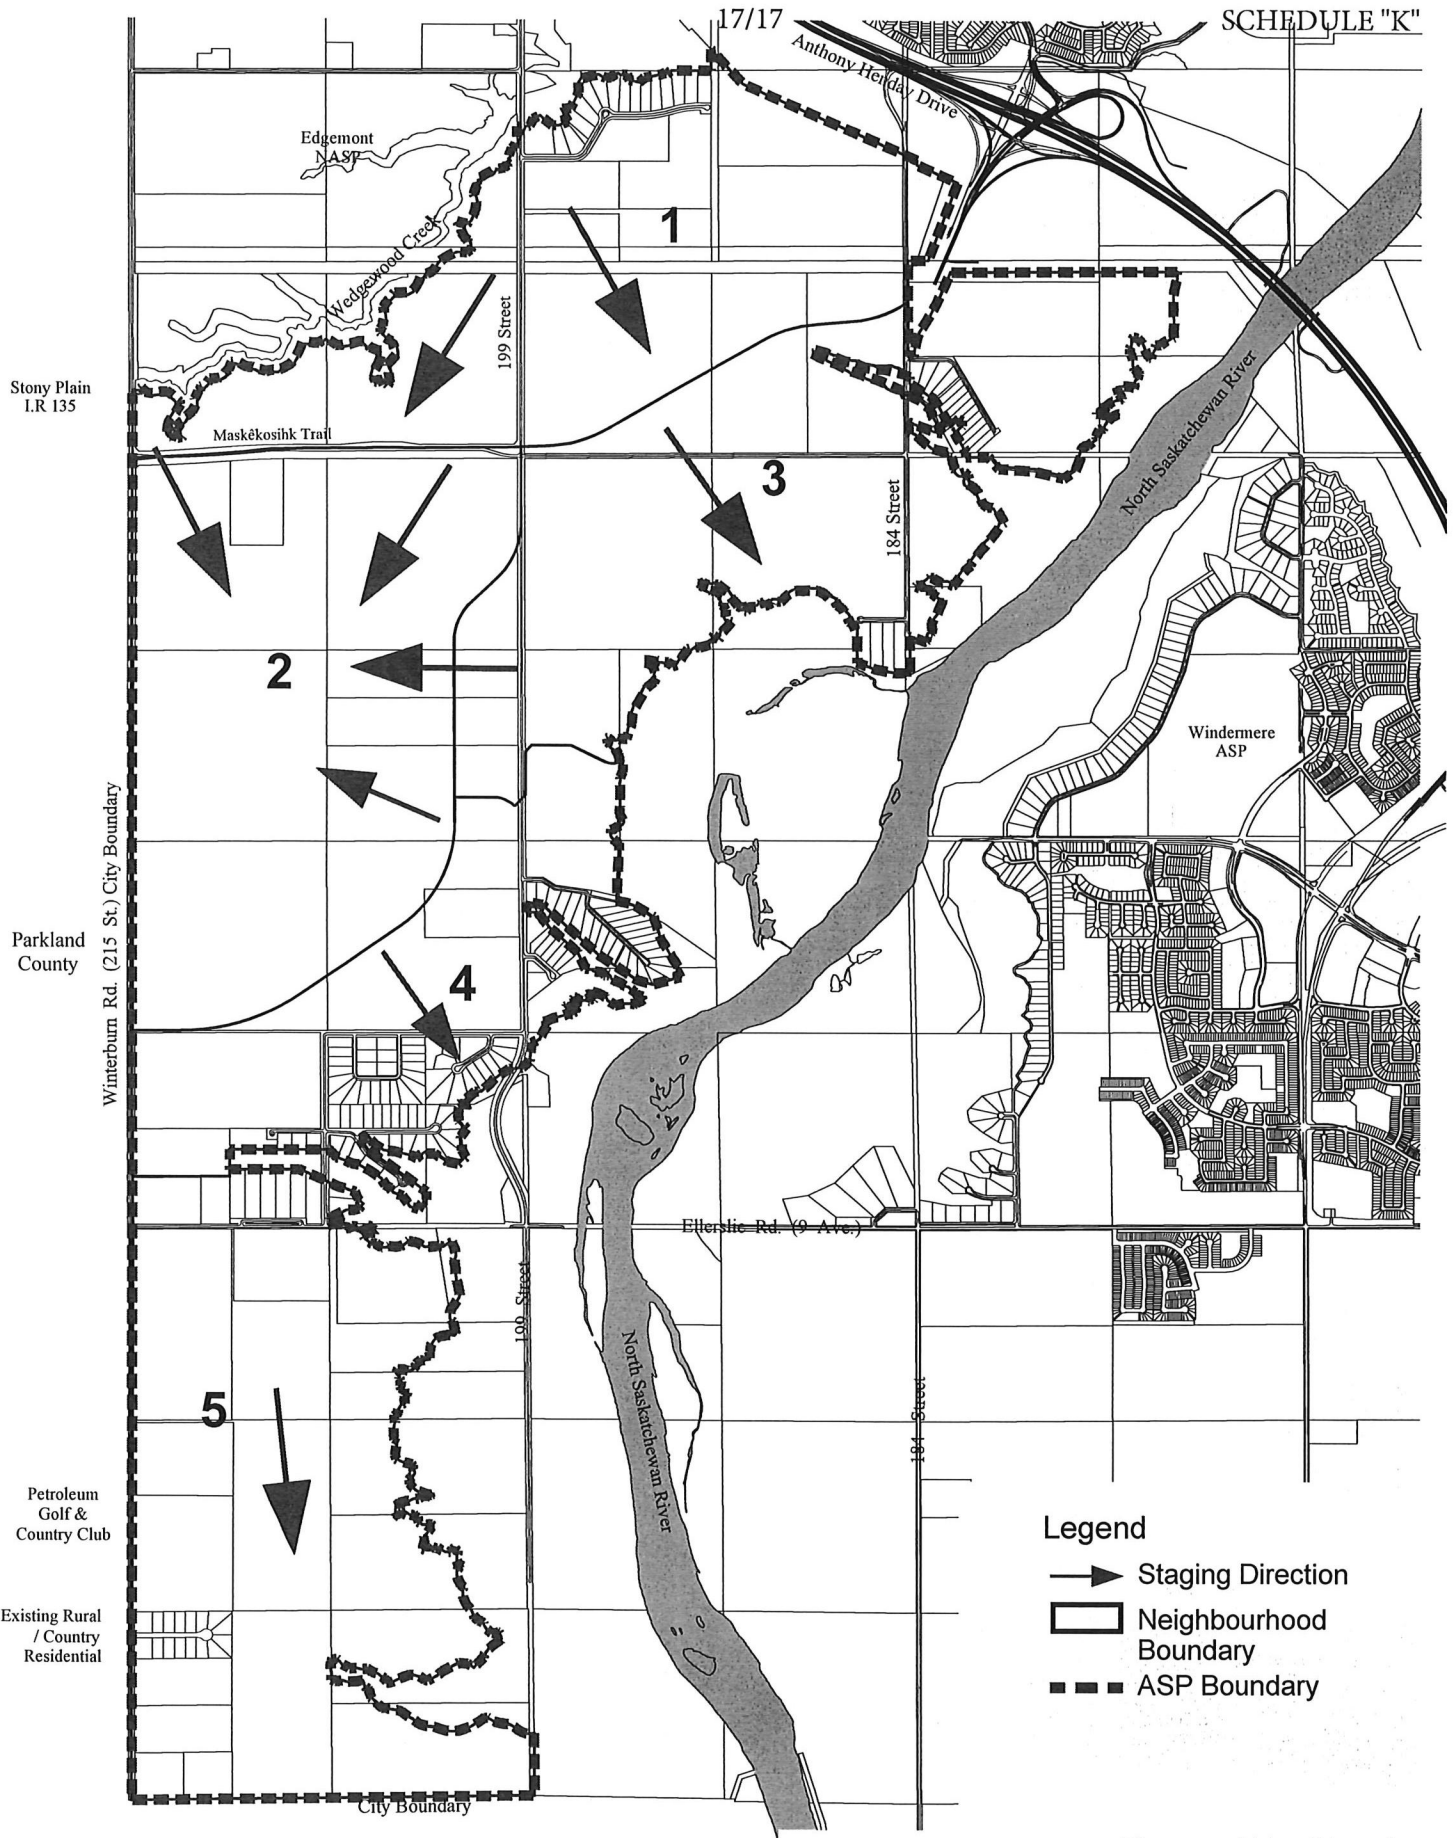 17/17
SCHEDULE "K"
Anthony Henday Drive
Edgemont
NASP
1
Wedgewood Creek
199 Street
Stony Plain
I.R 135
Maskêkosihk Trail
3
184 Street
North Saskatchewan River
2
Windermere
ASP
Winterburn Rd. (215 St.) City Boundary
Parkland
County
4
Ellerslie Rd. (9 Ave.)
199 Street
North Saskatchewan River
184 Street
5
Petroleum
Golf &
Country Club
Existing Rural
/ Country
Residential
City Boundary
Legend
Staging Direction
Neighbourhood
Boundary
ASP Boundary